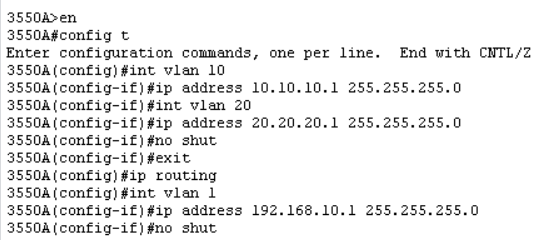 3550A>en
3550A#config t
Enter configuration commands, one per line.  End with CNTL/Z
3550A(config)#int vlan 10
3550A(config-if)#ip address 10.10.10.1 255.255.255.0
3550A(config-if)#int vlan 20
3550A(config-if)#ip address 20.20.20.1 255.255.255.0
3550A(config-if)#no shut
3550A(config-if)#exit
3550A(config)#ip routing
3550A(config)#int vlan 1
3550A(config-if)#ip address 192.168.10.1 255.255.255.0
3550A(config-if)#no shut